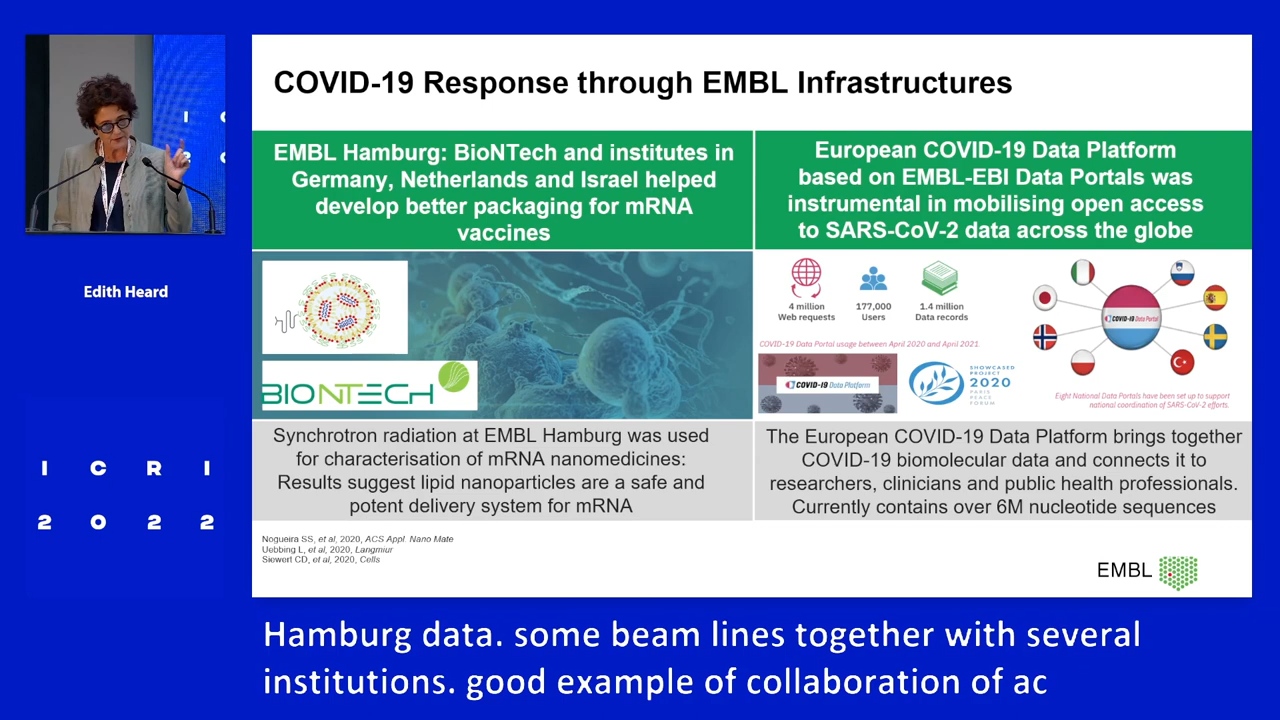 COVID-19 Response through EMBL Infrastructures
EMBL Hamburg: BioNTech and institutes in
Germany, Netherlands and Israel helped
develop better packaging for mRNA
vaccines
European COVID-19 Data Platform
based on EMBL-EBI Data Portals was
instrumental in mobilising open access
to SARS-CoV-2 data across the globe
Edith Heard
BIONTECH
4 million
Web requests
177,000
Users
1.4 million
Data records
COVID-19 Data Portal usage between April 2020 and April 2021
COVID-19 Data Platform
SHOWCASED
PROJECT
2020
PARIS
PEACE
FORUM
COVID-19 Data Portal
Eight National Data Portals have been set up to support
national coordination of SARS-CoV-2 efforts.
Synchrotron radiation at EMBL Hamburg was used
for characterisation of mRNA nanomedicines:
Results suggest lipid nanoparticles are a safe and
potent delivery system for mRNA
The European COVID-19 Data Platform brings together
COVID-19 biomolecular data and connects it to
researchers, clinicians and public health professionals.
Currently contains over 6M nucleotide sequences
ICRI
2022
Nogueira SS, et al, 2020, ACS Appl. Nano Mate
Uebbing L, et al, 2020, Langmiur
Siewert CD, et al, 2020, Cells
EMBL
Hamburg data. some beam lines together with several
institutions. good example of collaboration of ac